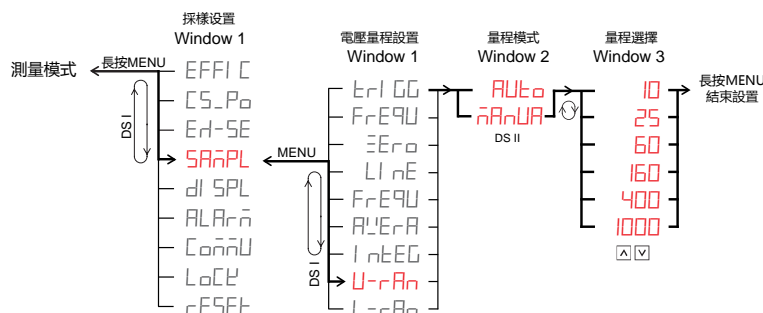 採樣设置
Window 1
電壓量程設置
Window 1
量程模式
Window 2
量程選擇
Window 3
測量模式
長按MENU
DS I
EFFIC
CS_Po
Ed-SE
SAMPL
dISPL
ALArm
CommU
LoCK
rESEt
MENU
DS I
trIGG
FrEQU
ZEro
LInE
FrEQU
AVErA
IntEG
U-rAn
I-rAn
AUto
mAnUA
DS II
10
25
60
160
400
1000
長按MENU
結束設置